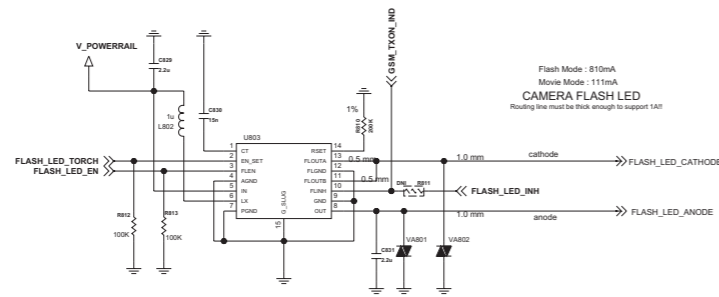 V_POWERRAIL
C829
2.2u
C830
15n
1u
L802
GSM_TXON_IND
1%
R810
200K
Flash Mode : 810mA
Movie Mode : 111mA
CAMERA FLASH LED
Routing line must be thick enough to support 1A!!
U803
1 CT RSET 14
2 EN_SET FLOUTA 13
3 FLEN FLGND 12
4 AGND FLOUTB 11
5 IN FLINH 10
6 LX GND 9
7 PGND OUT 8
G_SLUG
15
FLASH_LED_TORCH
FLASH_LED_EN
0.5 mm
0.5 mm
1.0 mm cathode
FLASH_LED_CATHODE
DNI R811
FLASH_LED_INH
1.0 mm anode
FLASH_LED_ANODE
R812
100K
R813
100K
C831
2.2u
VA801
VA802